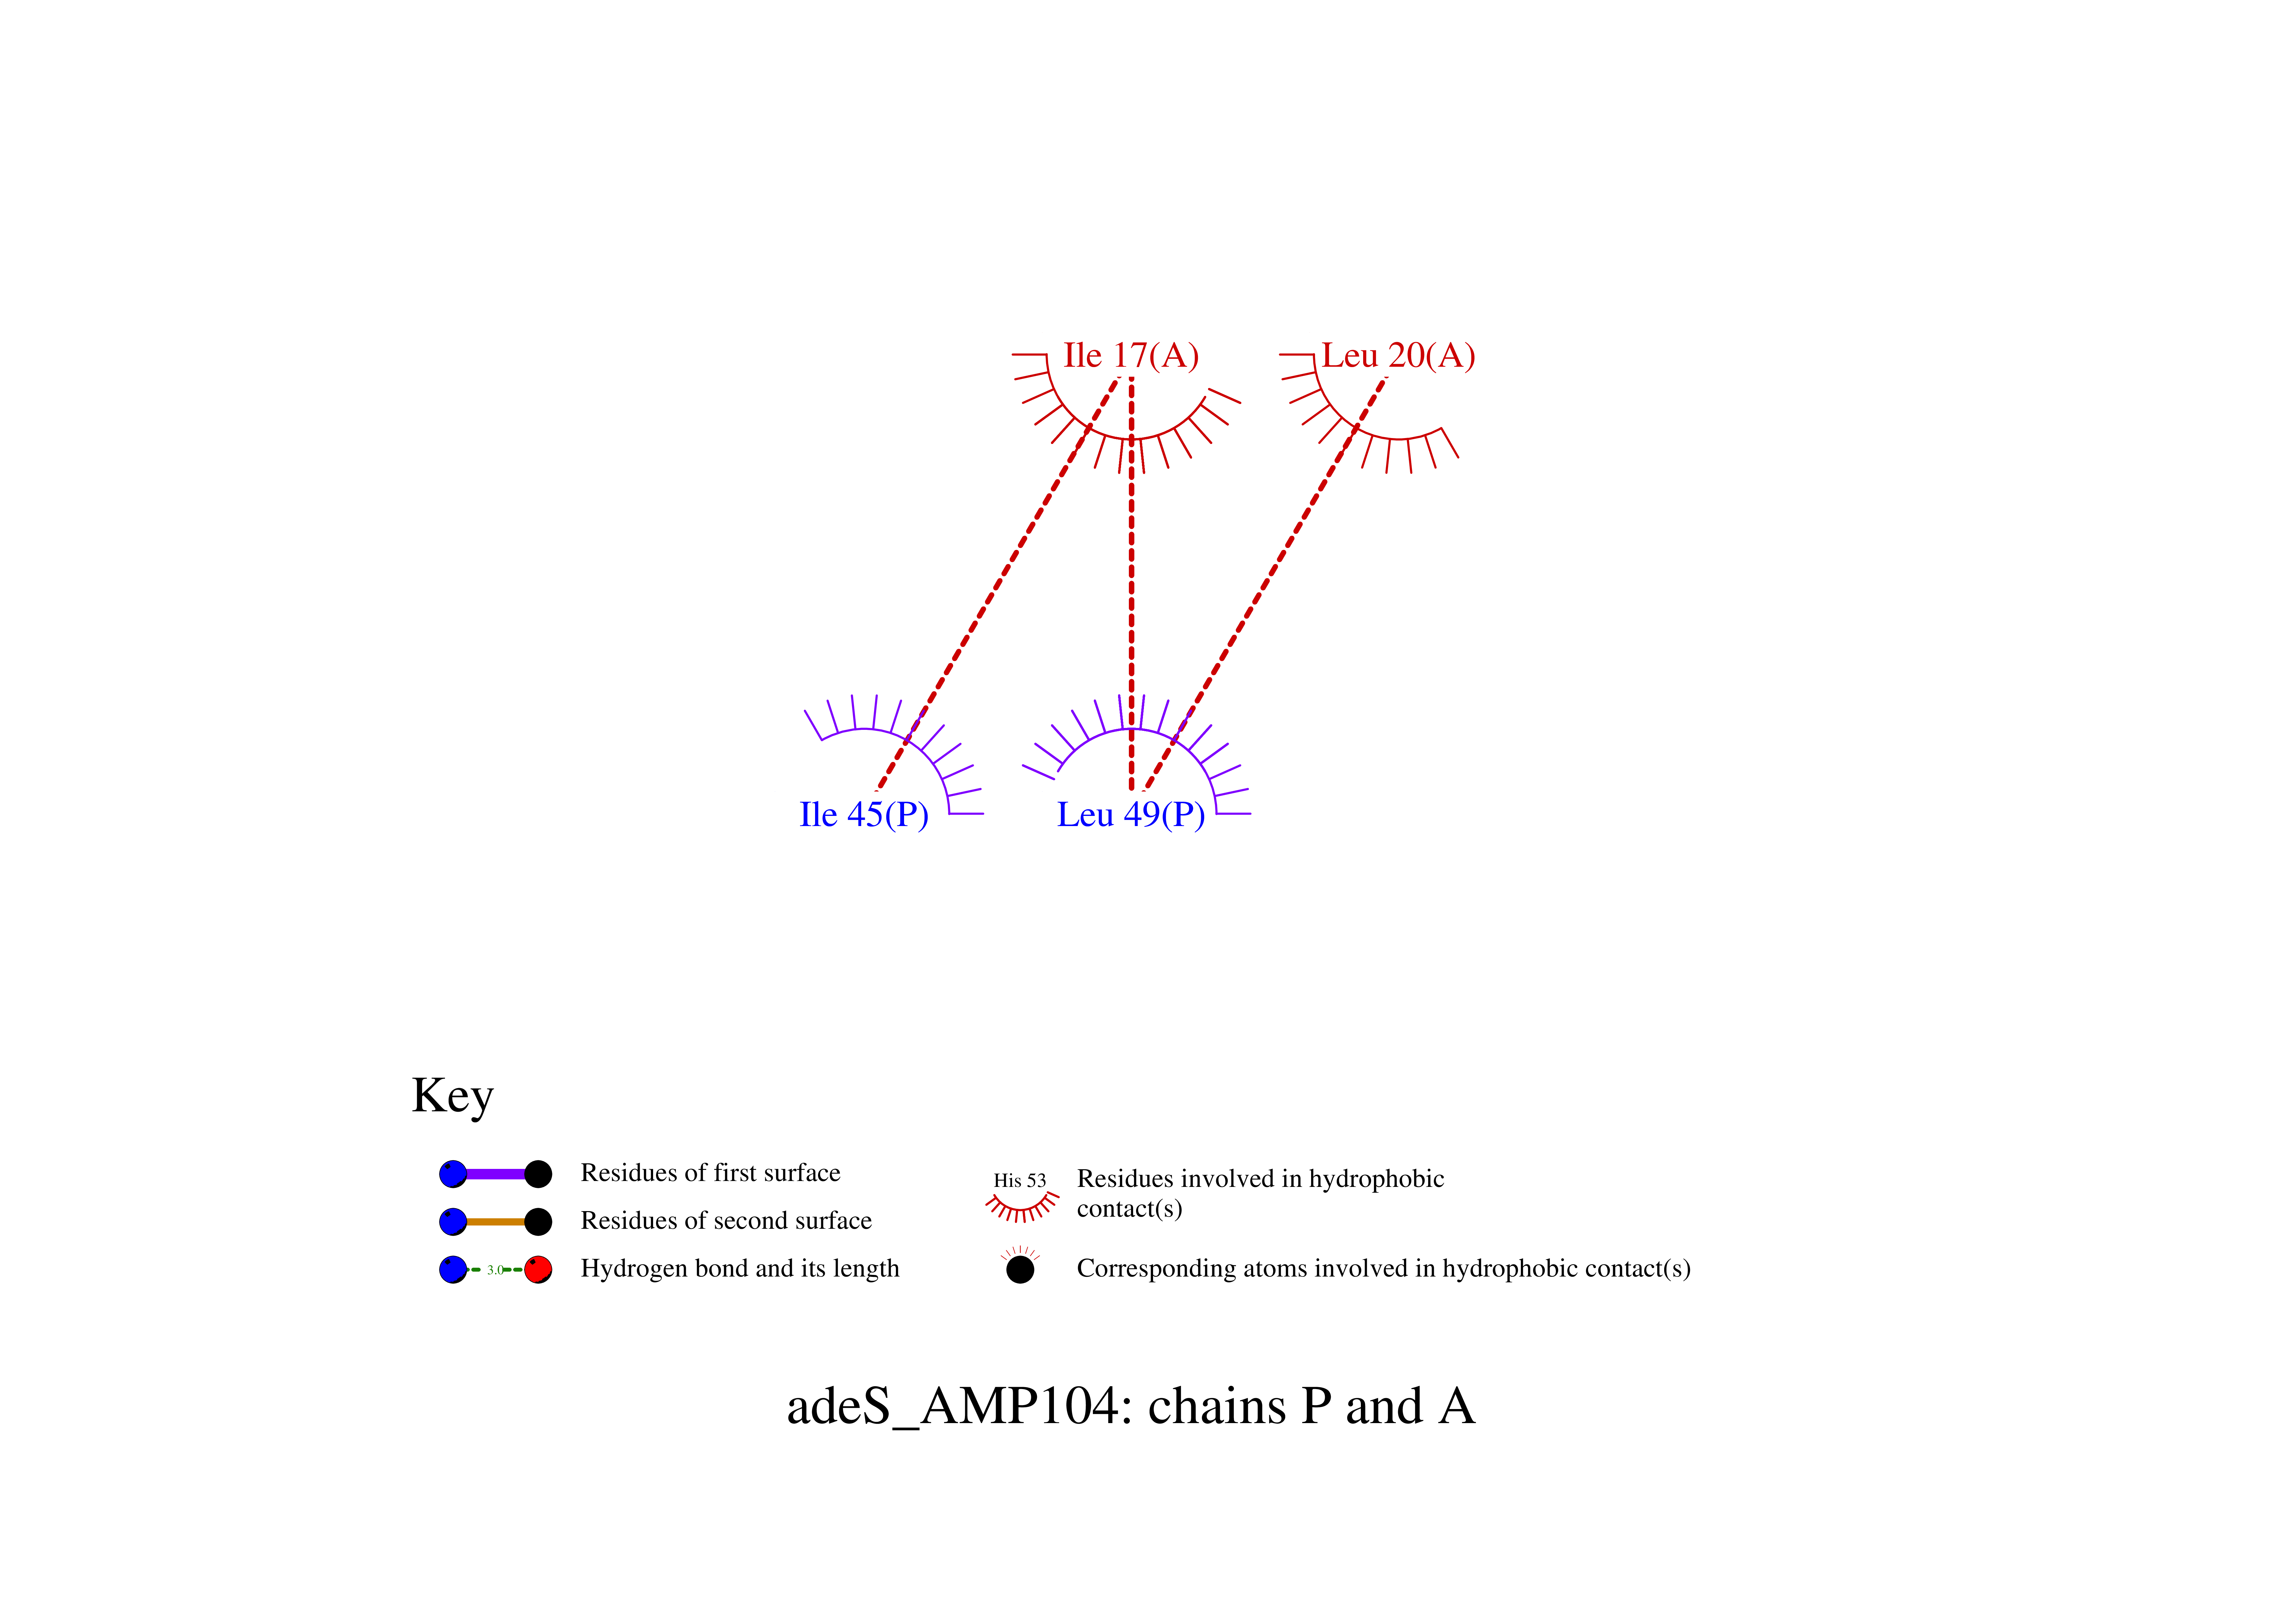 Ile 17(A)
Leu 20(A)
Ile 45(P)
Leu 49(P)
Key
Residues of first surface
Residues of second surface
3.0
Hydrogen bond and its length
His 53
Residues involved in hydrophobic
contact(s)
Corresponding atoms involved in hydrophobic contact(s)
adeS_AMP104: chains P and A